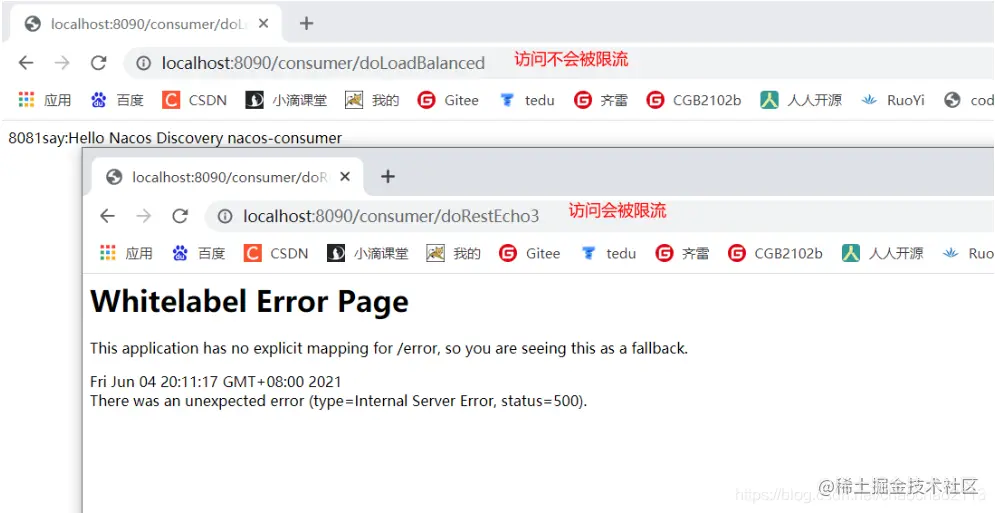 localhost:8090/consumer/doL
localhost:8090/consumer/doLoadBalanced 访问不会被限流
应用 百度 CSDN 小滴课堂 我的 Gitee tedu 齐雷 CGB2102b 人人开源 RuoYi cod
8081say:Hello Nacos Discovery nacos-consumer
localhost:8090/consumer/doR
localhost:8090/consumer/doRestEcho3 访问会被限流
应用 百度 CSDN 小滴课堂 我的 Gitee tedu 齐雷 CGB2102b 人人开源 Ruo
Whitelabel Error Page
This application has no explicit mapping for /error, so you are seeing this as a fallback.
Fri Jun 04 20:11:17 GMT+08:00 2021
There was an unexpected error (type=Internal Server Error, status=500).
@稀土掘金技术社区